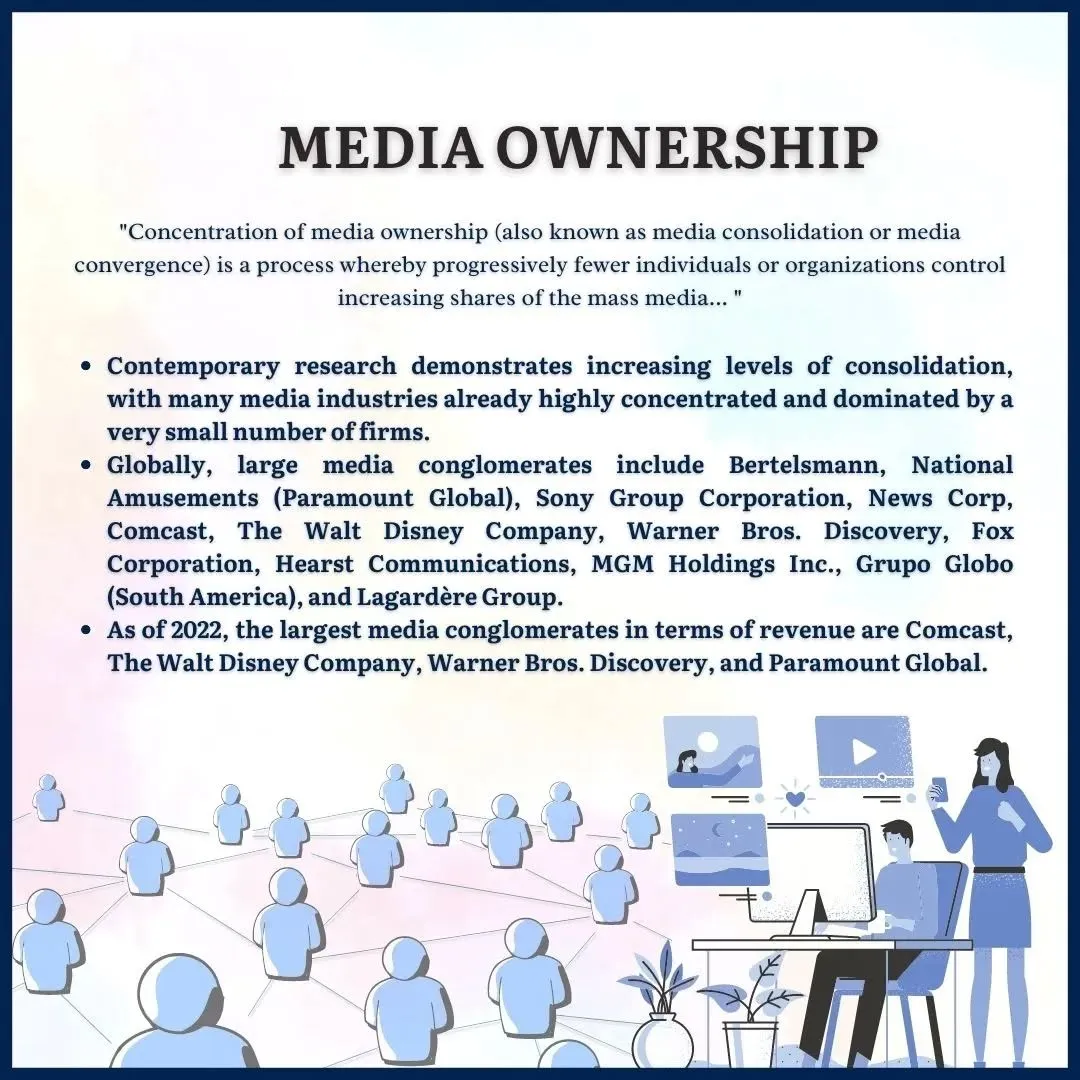 MEDIA OWNERSHIP
"Concentration of media ownership (also known as media consolidation or media
convergence) is a process whereby progressively fewer individuals or organizations control
increasing shares of the mass media... "
• Contemporary research demonstrates increasing levels of consolidation,
with many media industries already highly concentrated and dominated by a
very small number of firms.
• Globally, large media conglomerates include Bertelsmann, National
Amusements (Paramount Global), Sony Group Corporation, News Corp,
Comcast, The Walt Disney Company, Warner Bros. Discovery, Fox
Corporation, Hearst Communications, MGM Holdings Inc., Grupo Globo
(South America), and Lagardère Group.
• As of 2022, the largest media conglomerates in terms of revenue are Comcast,
The Walt Disney Company, Warner Bros. Discovery, and Paramount Global.